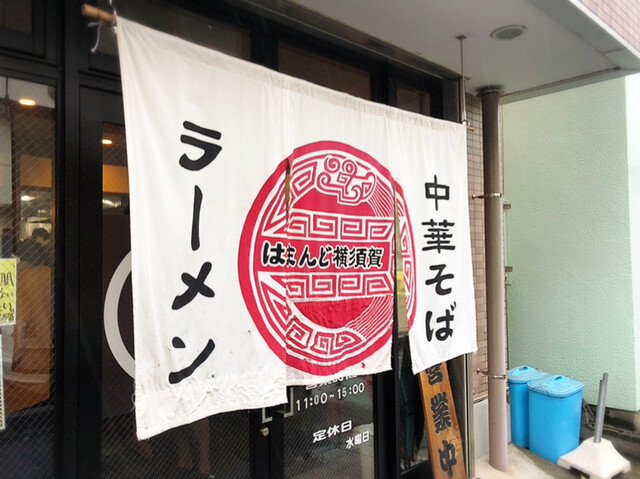 ラーメン
はまんど横須賀
中華そば
11:00~15:00
定休日
水曜日
営業中